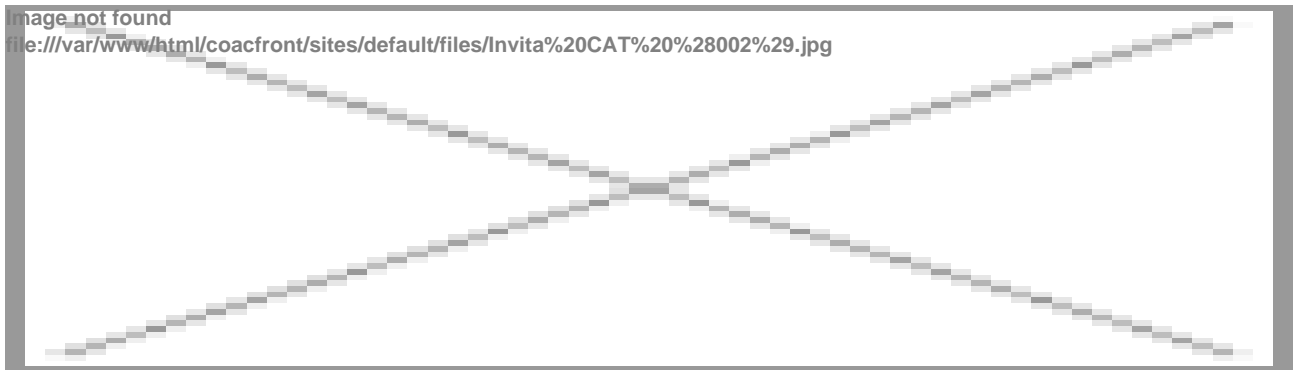 Image not found
file:///var/www/html/coacfront/sites/default/files/Invita%20CAT%20%28002%29.jpg